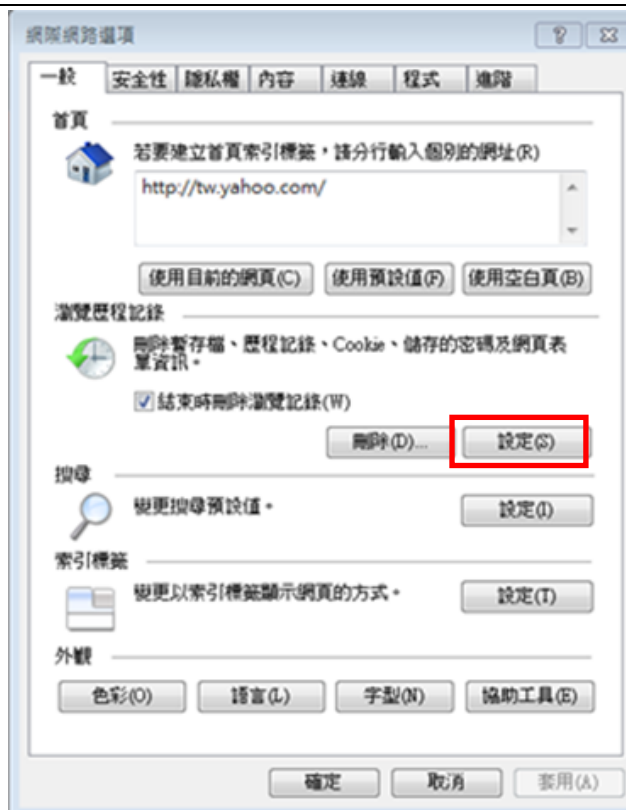 網際網路選項
一般 安全性 隱私權 內容 連線 程式 進階
首頁
若要建立首頁索引標籤，請分行輸入個別的網址(R)
http://tw.yahoo.com/
使用目前的網頁(C) 使用預設值(F) 使用空白頁(B)
瀏覽歷程記錄
刪除暫存檔、歷程記錄、Cookie、儲存的密碼及網頁表
單資訊。
結束時刪除瀏覽記錄(W)
刪除(D)... 設定(S)
搜尋
變更搜尋預設值。 設定(I)
索引標籤
變更以索引標籤顯示網頁的方式。 設定(T)
外觀
色彩(O) 語言(L) 字型(N) 協助工具(E)
確定 取消 套用(A)